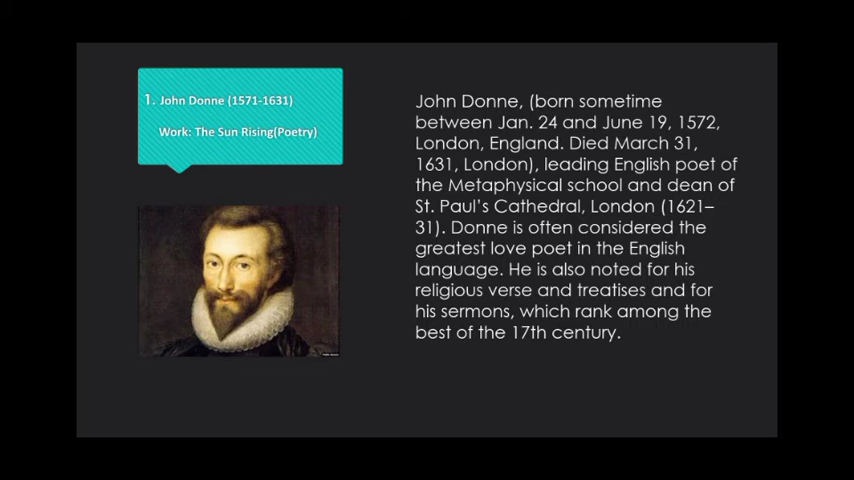 1. John Donne (1571-1631)
Work: The Sun Rising(Poetry)
John Donne, (born sometime
between Jan. 24 and June 19, 1572,
London, England. Died March 31,
1631, London), leading English poet of
the Metaphysical school and dean of
St. Paul's Cathedral, London (1621–
31). Donne is often considered the
greatest love poet in the English
language. He is also noted for his
religious verse and treatises and for
his sermons, which rank among the
best of the 17th century.